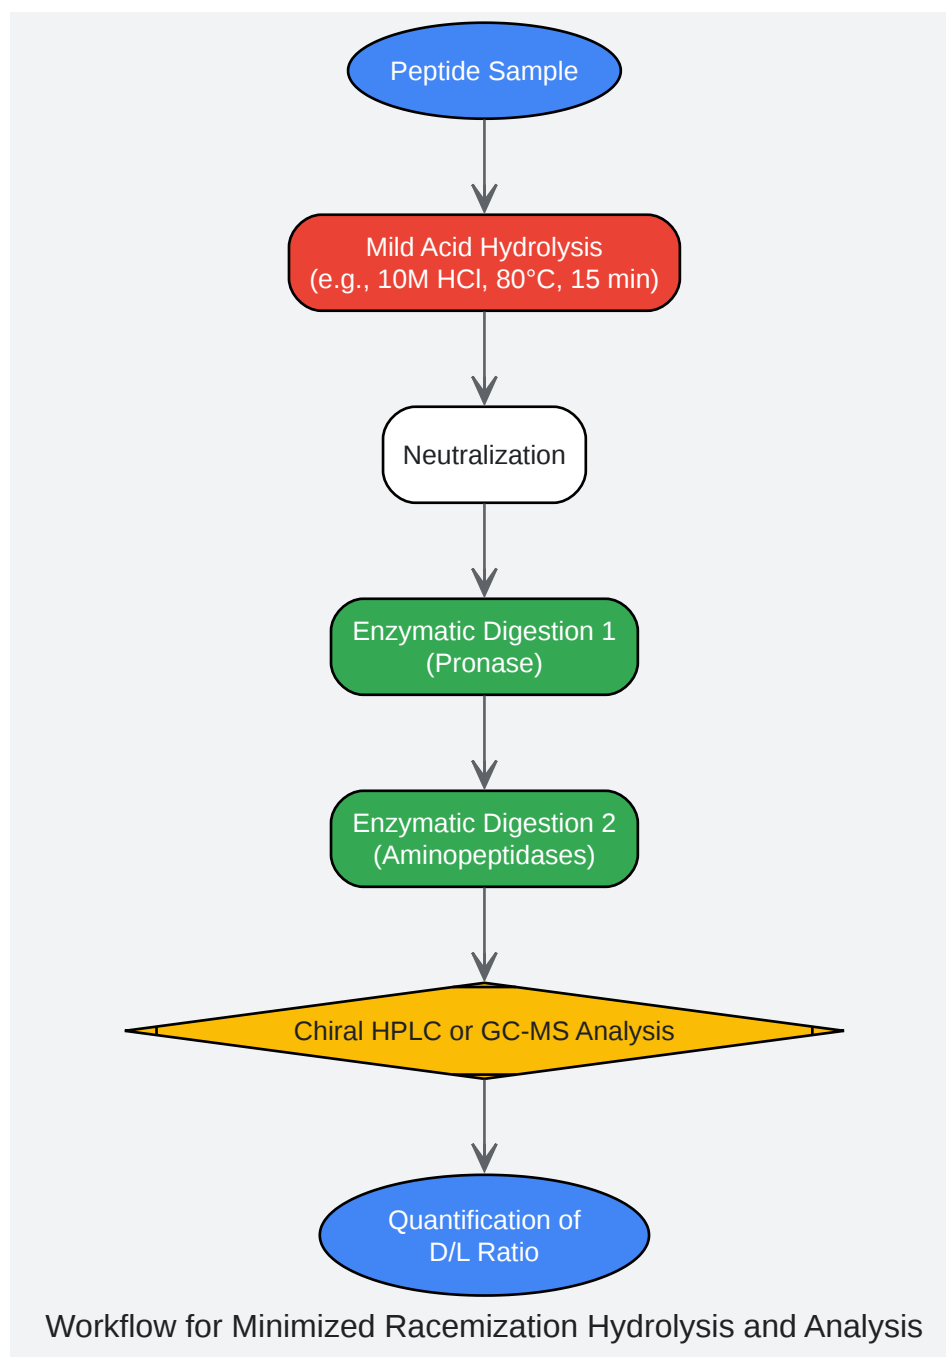 Peptide Sample
Mild Acid Hydrolysis
(e.g., 10M HCl, 80°C, 15 min)
Neutralization
Enzymatic Digestion 1
(Pronase)
Enzymatic Digestion 2
(Aminopeptidases)
Chiral HPLC or GC-MS Analysis
Quantification of
D/L Ratio
Workflow for Minimized Racemization Hydrolysis and Analysis